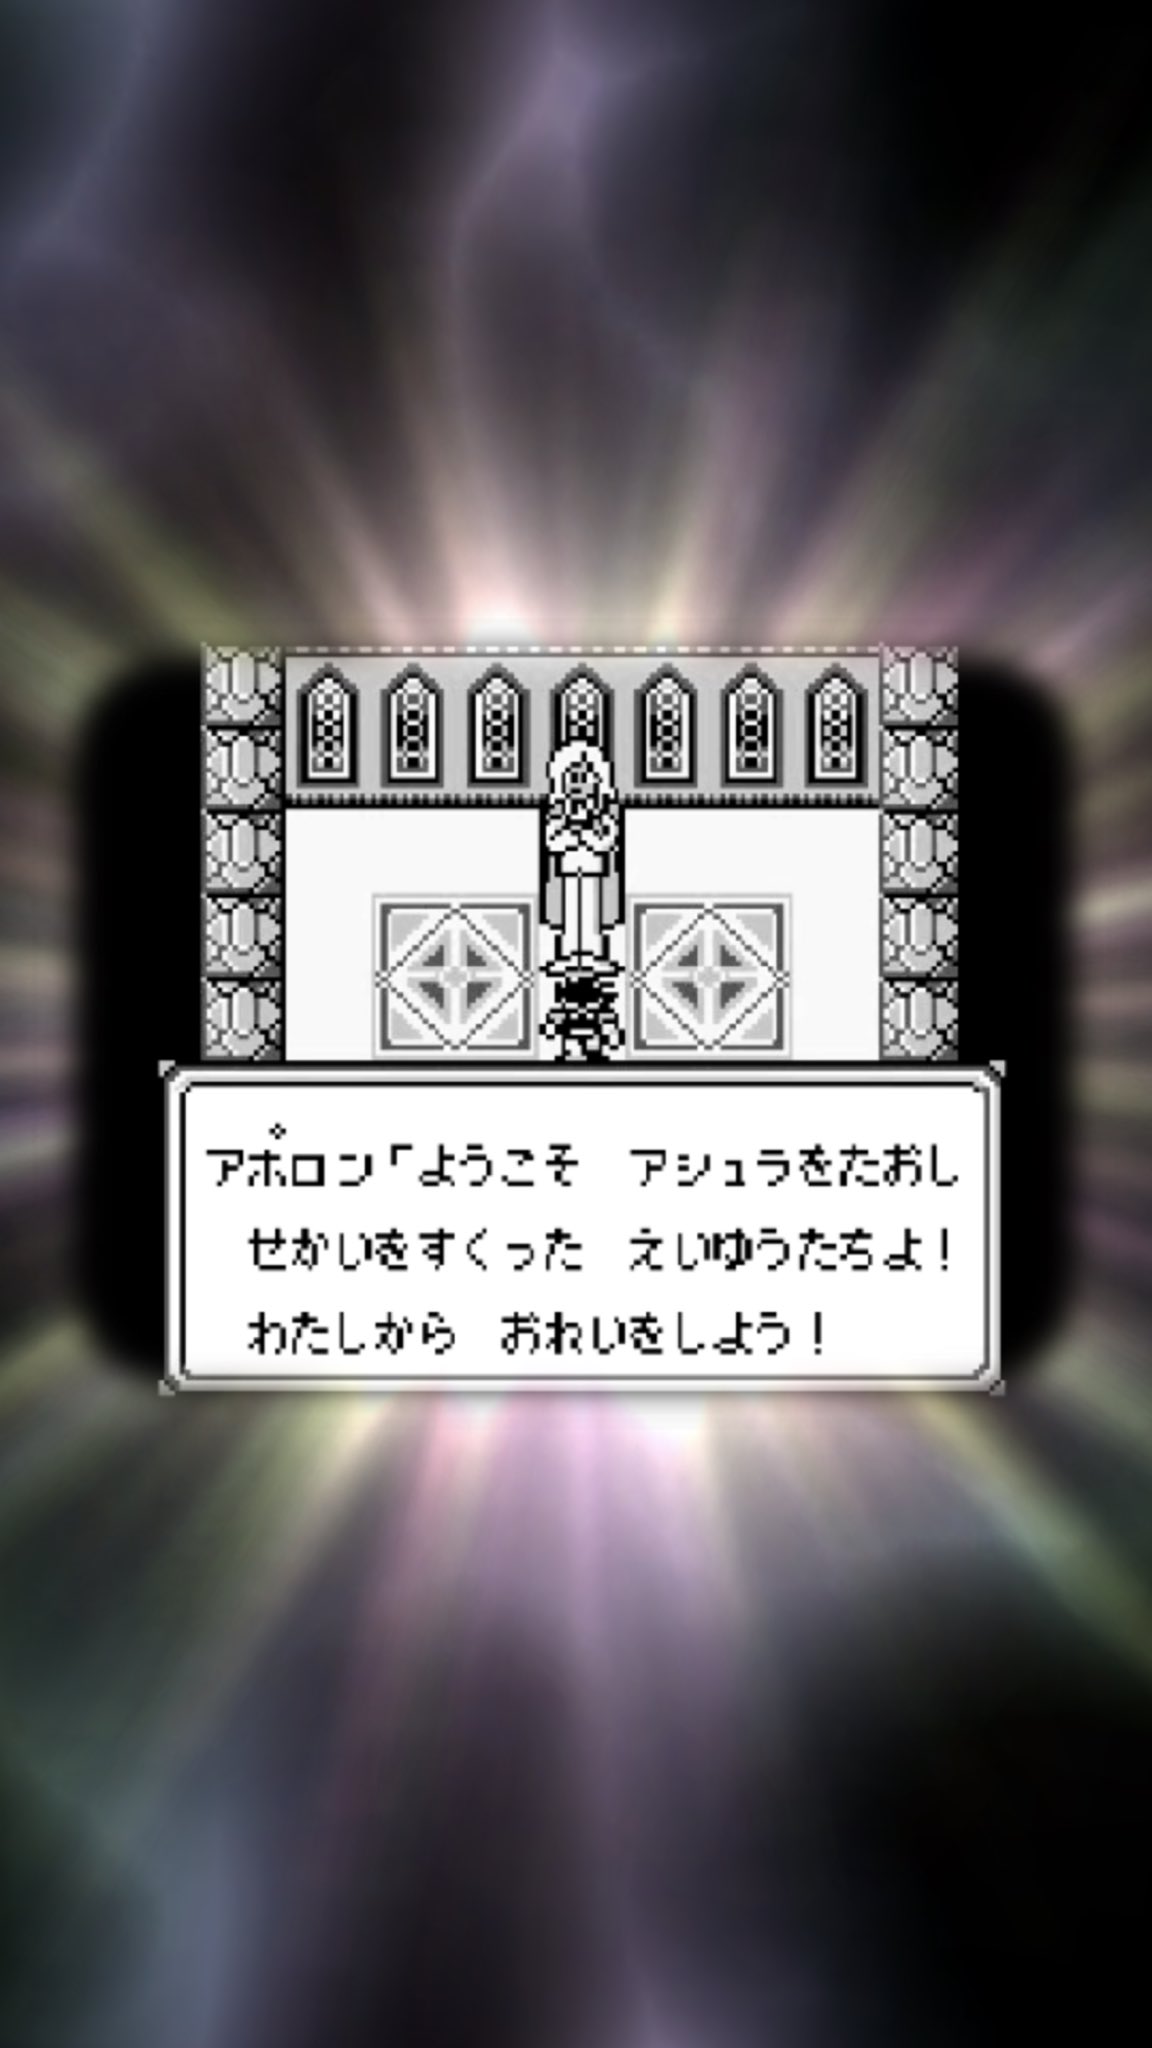 アポロン「ようこそ　アシュラをたおし
せかいをすくった　えいゆうたちよ！
わたしから　おれいをしよう！